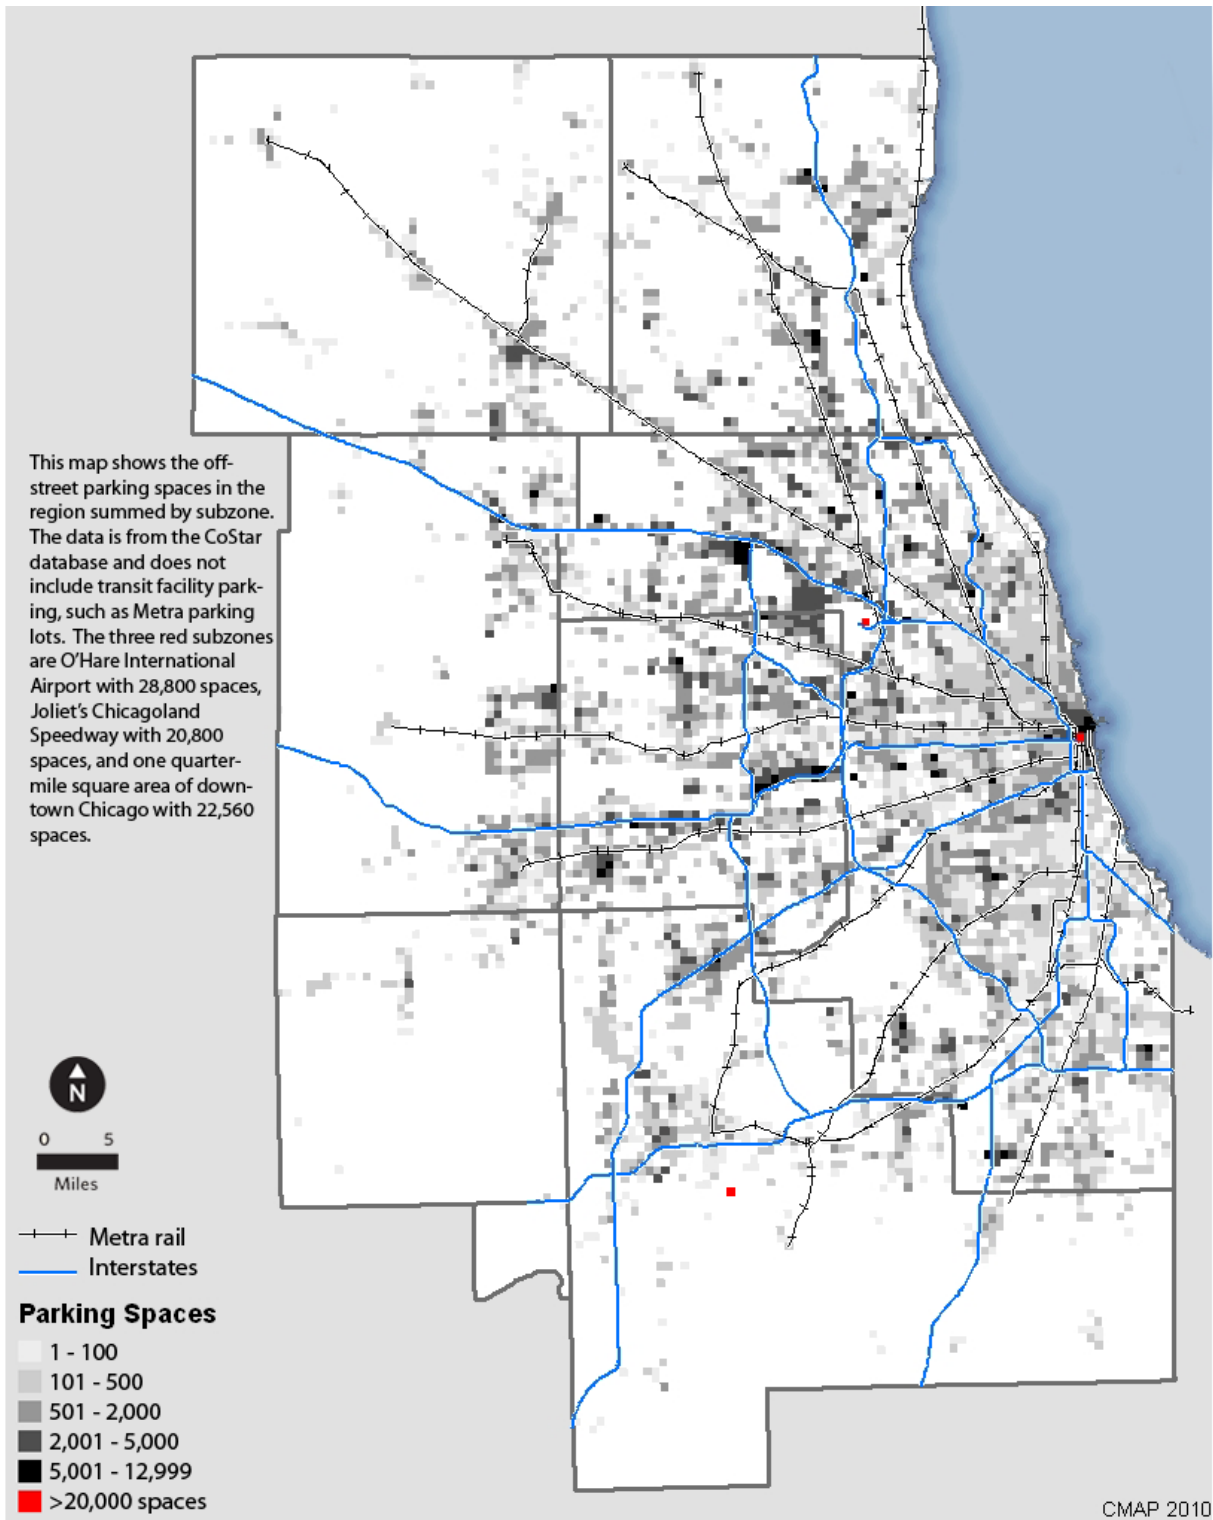 This map shows the off-
street parking spaces in the
region summed by subzone.
The data is from the CoStar
database and does not
include transit facility park-
ing, such as Metra parking
lots.  The three red subzones
are O'Hare International
Airport with 28,800 spaces,
Joliet's Chicagoland
Speedway with 20,800
spaces, and one quarter-
mile square area of down-
town Chicago with 22,560
spaces.
N
0 5
Miles
Metra rail
Interstates
Parking Spaces
1 - 100
101 - 500
501 - 2,000
2,001 - 5,000
5,001 - 12,999
>20,000 spaces
CMAP 2010